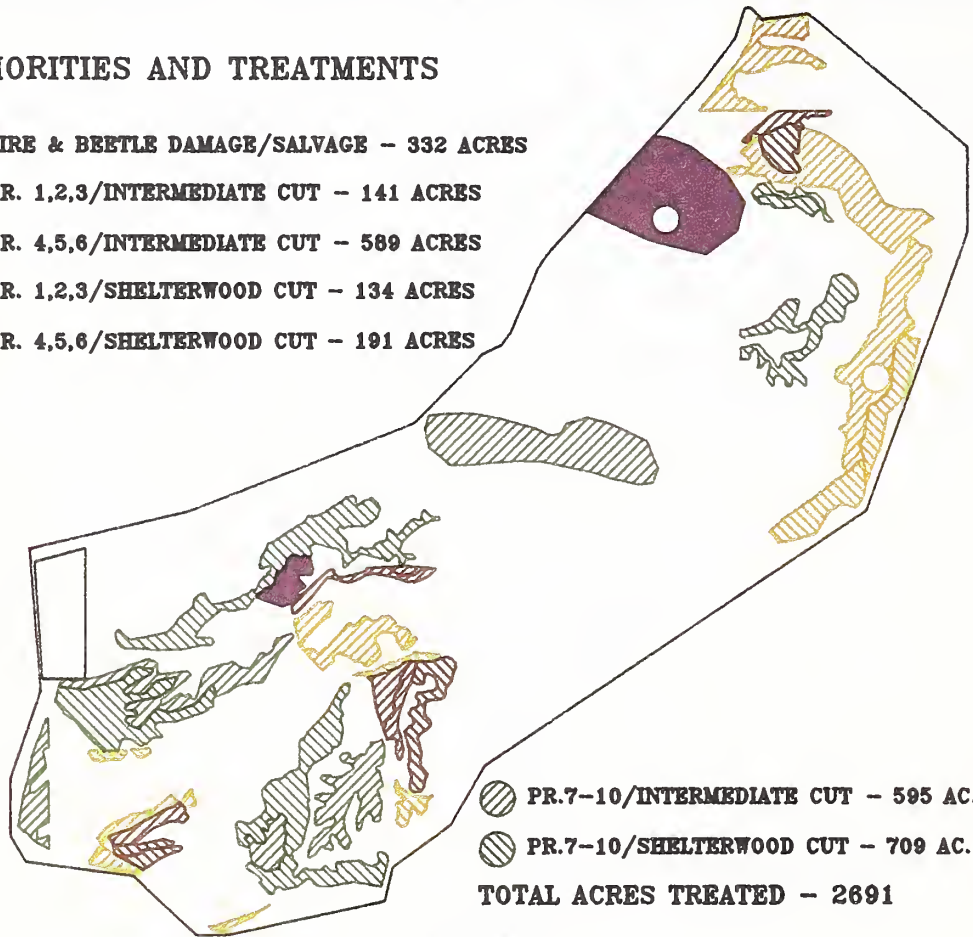 IORITIES AND TREATMENTS
IRE & BEETLE DAMAGE/SALVAGE – 332 ACRES
R. 1,2,3/INTERMEDIATE CUT – 141 ACRES
R. 4,5,6/INTERMEDIATE CUT – 589 ACRES
R. 1,2,3/SHELTERWOOD CUT – 134 ACRES
R. 4,5,6/SHELTERWOOD CUT – 191 ACRES
PR.7–10/INTERMEDIATE CUT – 595 AC.
PR.7–10/SHELTERWOOD CUT – 709 AC.
TOTAL ACRES TREATED – 2691